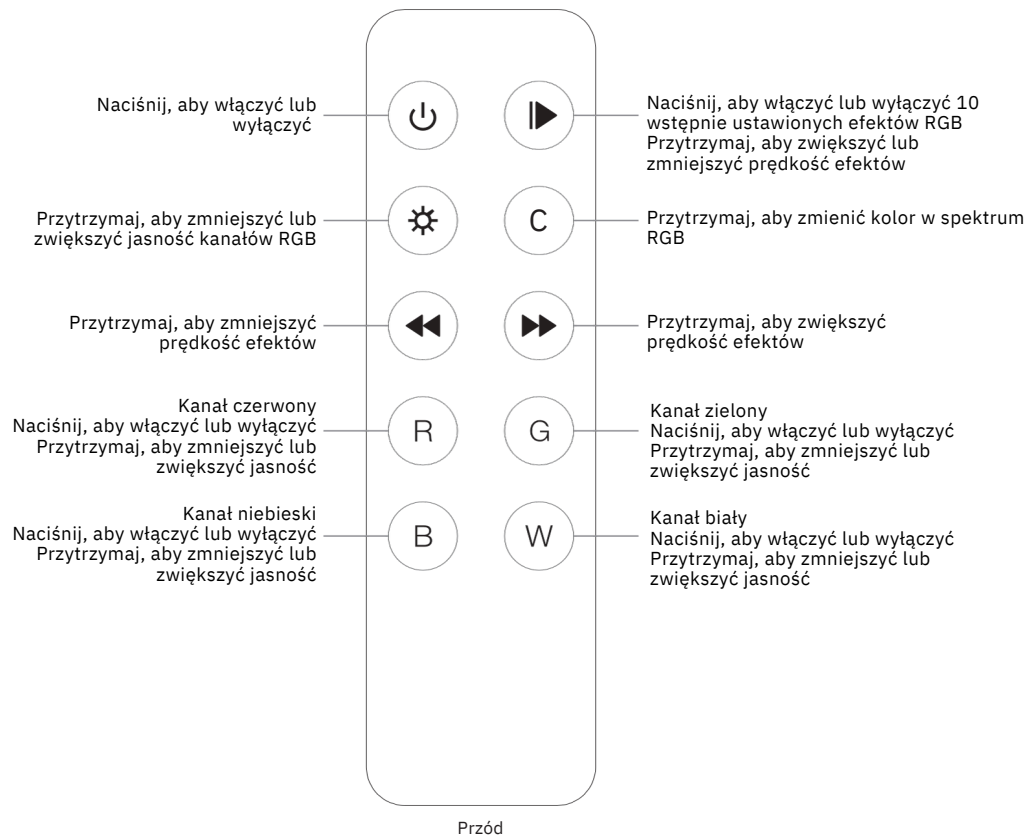 Naciśnij, aby włączyć lub
wyłączyć
Naciśnij, aby włączyć lub wyłączyć 10
wstępnie ustawionych efektów RGB
Przytrzymaj, aby zwiększyć lub
zmniejszyć prędkość efektów
Przytrzymaj, aby zmniejszyć lub
zwiększyć jasność kanałów RGB
C
Przytrzymaj, aby zmienić kolor w spektrum
RGB
Przytrzymaj, aby zmniejszyć
prędkość efektów
Przytrzymaj, aby zwiększyć
prędkość efektów
Kanał czerwony
Naciśnij, aby włączyć lub wyłączyć
Przytrzymaj, aby zmniejszyć lub
zwiększyć jasność
R
G
Kanał zielony
Naciśnij, aby włączyć lub wyłączyć
Przytrzymaj, aby zmniejszyć lub
zwiększyć jasność
Kanał niebieski
Naciśnij, aby włączyć lub wyłączyć
Przytrzymaj, aby zmniejszyć lub
zwiększyć jasność
B
W
Kanał biały
Naciśnij, aby włączyć lub wyłączyć
Przytrzymaj, aby zmniejszyć lub
zwiększyć jasność
Przód